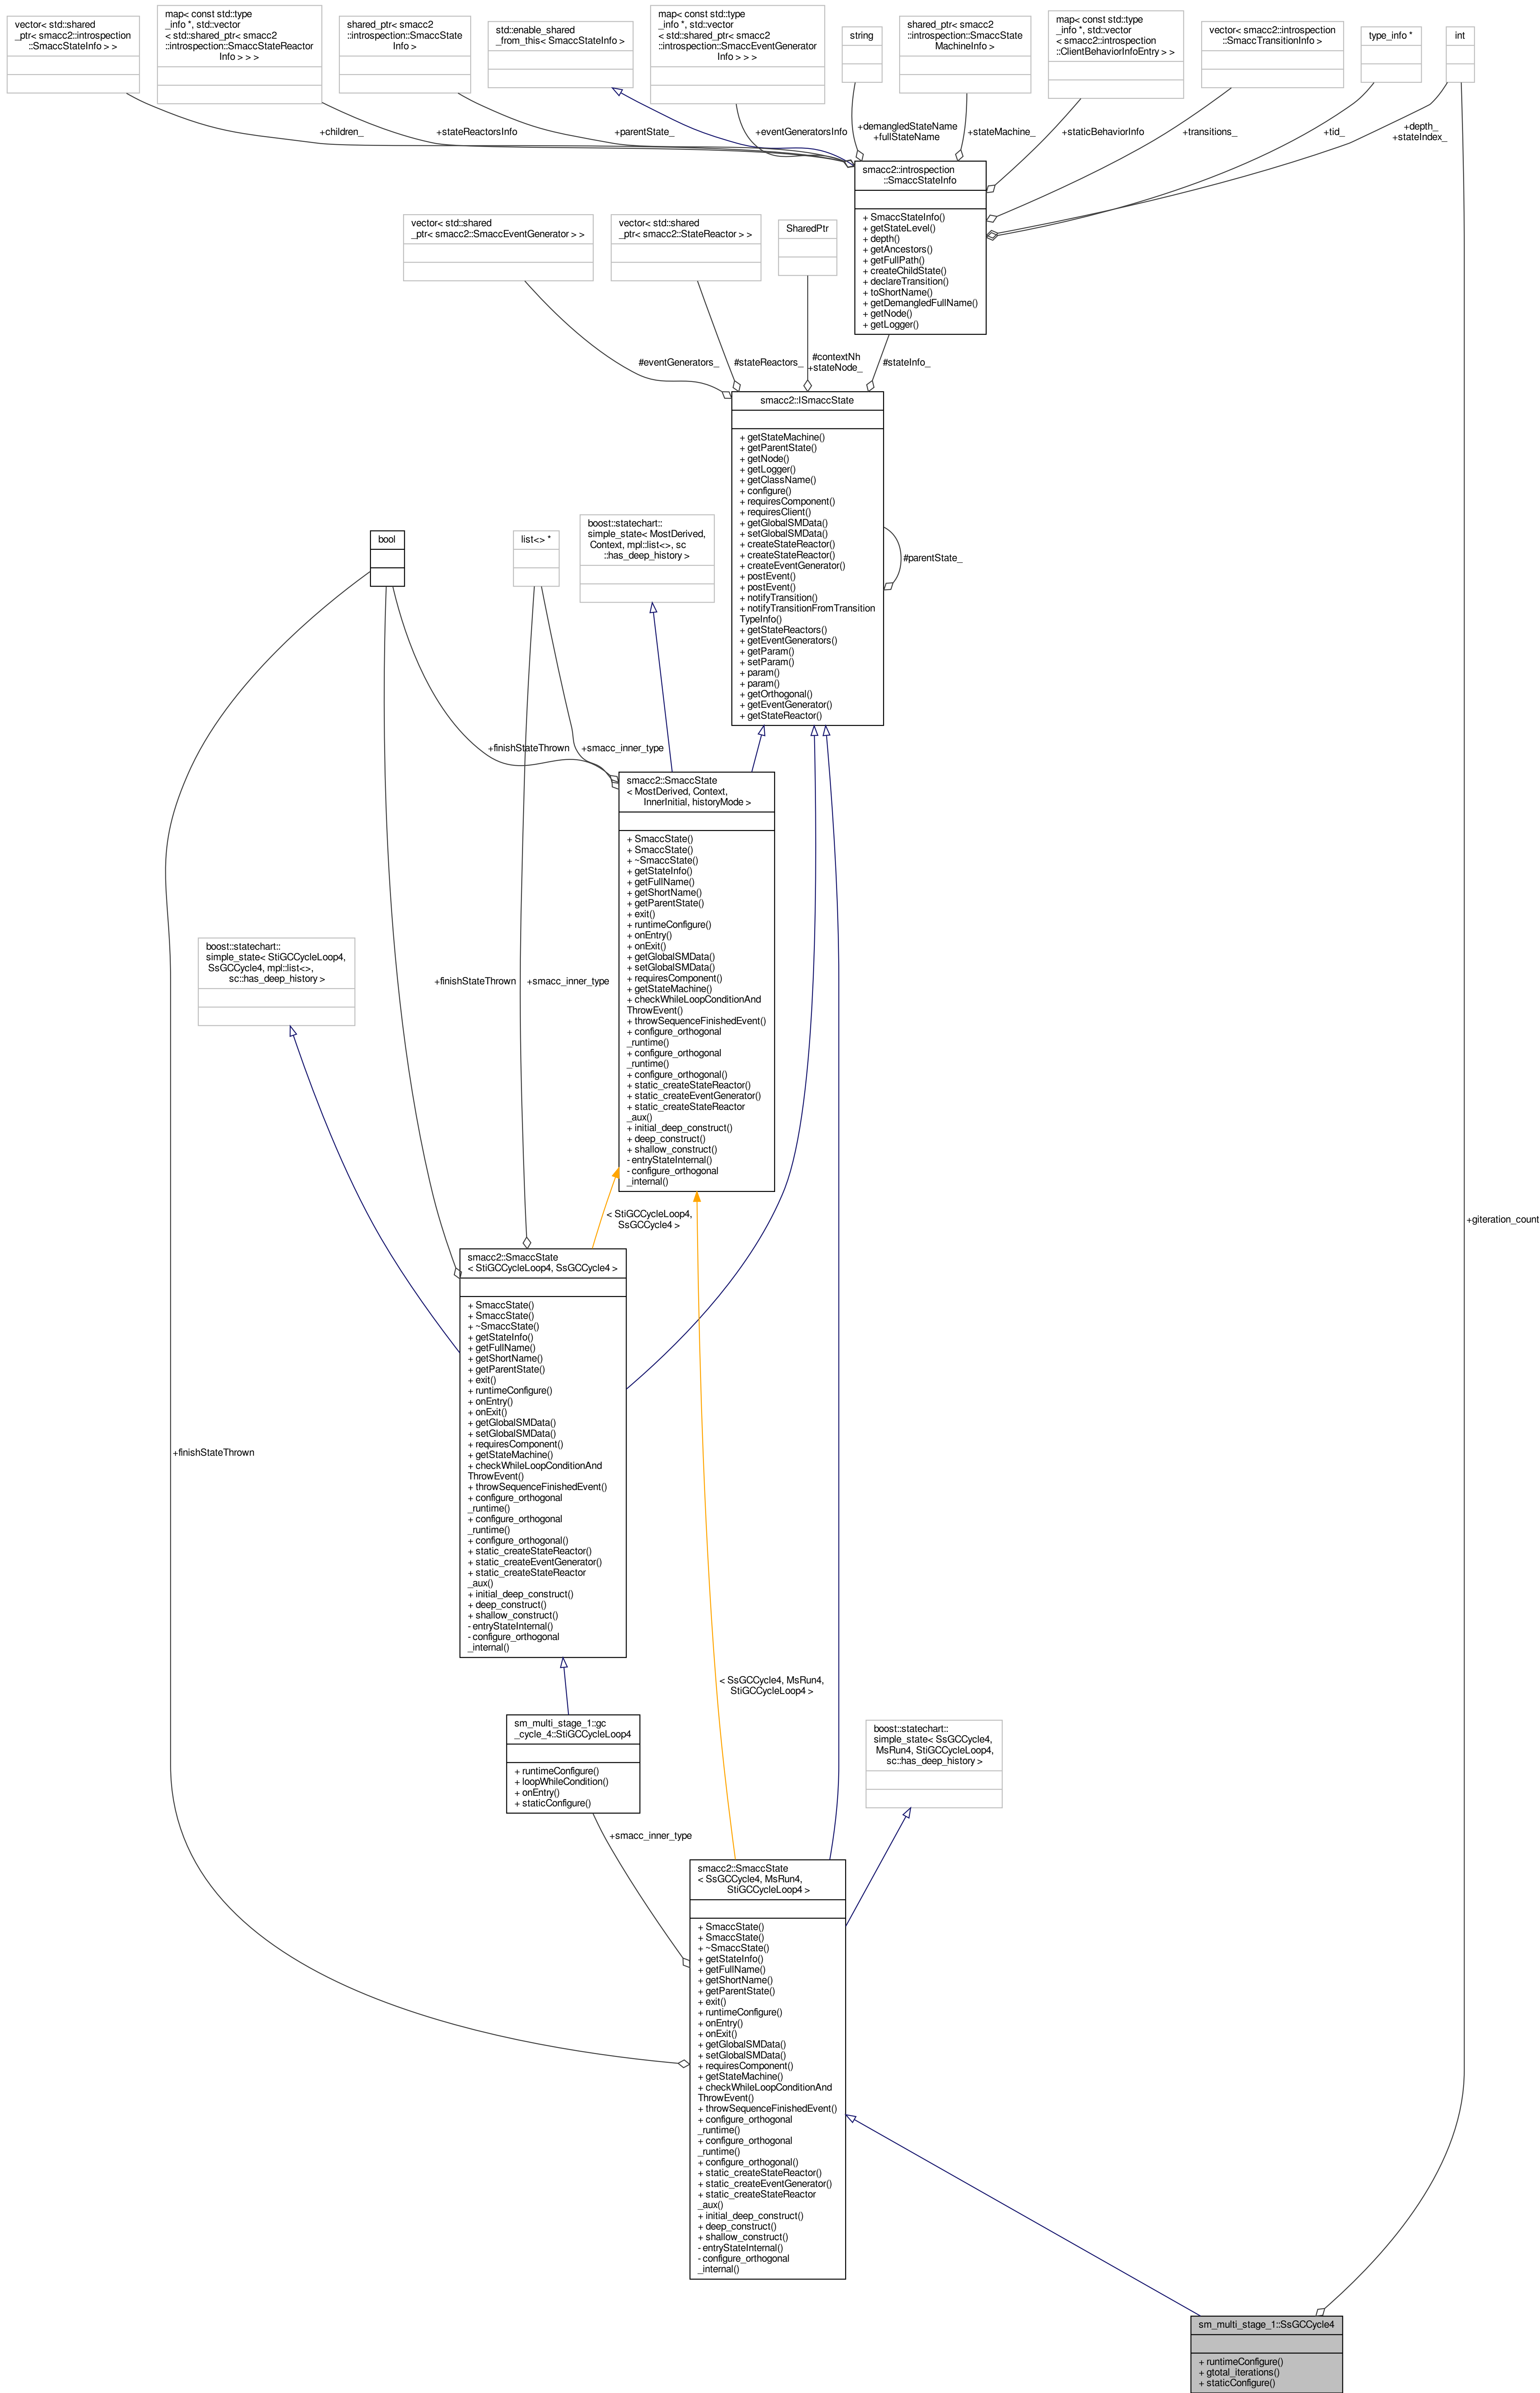 vector< std::shared
_ptr< smacc2::introspection
::SmaccStateInfo > >
map< const std::type
_info *, std::vector
< std::shared_ptr< smacc2
::introspection::SmaccStateReactor
Info > > >
shared_ptr< smacc2
::introspection::SmaccState
Info >
std::enable_shared
_from_this< SmaccStateInfo >
map< const std::type
_info *, std::vector
< std::shared_ptr< smacc2
::introspection::SmaccEventGenerator
Info > > >
string
shared_ptr< smacc2
::introspection::SmaccState
MachineInfo >
map< const std::type
_info *, std::vector
< smacc2::introspection
::ClientBehaviorInfoEntry > >
vector< smacc2::introspection
::SmaccTransitionInfo >
type_info *
int
+children_
+stateReactorsInfo
+parentState_
+eventGeneratorsInfo
+demangledStateName
+fullStateName
+stateMachine_
+staticBehaviorInfo
+transitions_
+tid_
+depth_
+stateIndex_
smacc2::introspection
::SmaccStateInfo
+ SmaccStateInfo()
+ getStateLevel()
+ depth()
+ getAncestors()
+ getFullPath()
+ createChildState()
+ declareTransition()
+ toShortName()
+ getDemangledFullName()
+ getNode()
+ getLogger()
vector< std::shared
_ptr< smacc2::SmaccEventGenerator > >
vector< std::shared
_ptr< smacc2::StateReactor > >
SharedPtr
#eventGenerators_
#stateReactors_
#contextNh
+stateNode_
#stateInfo_
smacc2::ISmaccState
+ getStateMachine()
+ getParentState()
+ getNode()
+ getLogger()
+ getClassName()
+ configure()
+ requiresComponent()
+ requiresClient()
+ getGlobalSMData()
+ setGlobalSMData()
+ createStateReactor()
+ createStateReactor()
+ createEventGenerator()
+ postEvent()
+ postEvent()
+ notifyTransition()
+ notifyTransitionFromTransition
TypeInfo()
+ getStateReactors()
+ getEventGenerators()
+ getParam()
+ setParam()
+ param()
+ param()
+ getOrthogonal()
+ getEventGenerator()
+ getStateReactor()
#parentState_
bool
list<> *
boost::statechart::
simple_state< MostDerived,
Context, mpl::list<>, sc
::has_deep_history >
+finishStateThrown
+smacc_inner_type
smacc2::SmaccState
< MostDerived, Context,
InnerInitial, historyMode >
+ SmaccState()
+ SmaccState()
+ ~SmaccState()
+ getStateInfo()
+ getFullName()
+ getShortName()
+ getParentState()
+ exit()
+ runtimeConfigure()
+ onEntry()
+ onExit()
+ getGlobalSMData()
+ setGlobalSMData()
+ requiresComponent()
+ getStateMachine()
+ checkWhileLoopConditionAnd
ThrowEvent()
+ throwSequenceFinishedEvent()
+ configure_orthogonal
_runtime()
+ configure_orthogonal
_runtime()
+ configure_orthogonal()
+ static_createStateReactor()
+ static_createEventGenerator()
+ static_createStateReactor
_aux()
+ initial_deep_construct()
+ deep_construct()
+ shallow_construct()
- entryStateInternal()
- configure_orthogonal
_internal()
boost::statechart::
simple_state< StiGCCycleLoop4,
SsGCCycle4, mpl::list<>,
sc::has_deep_history >
+finishStateThrown
+smacc_inner_type
< StiGCCycleLoop4,
SsGCCycle4 >
+giteration_count
smacc2::SmaccState
< StiGCCycleLoop4, SsGCCycle4 >
+ SmaccState()
+ SmaccState()
+ ~SmaccState()
+ getStateInfo()
+ getFullName()
+ getShortName()
+ getParentState()
+ exit()
+ runtimeConfigure()
+ onEntry()
+ onExit()
+ getGlobalSMData()
+ setGlobalSMData()
+ requiresComponent()
+ getStateMachine()
+ checkWhileLoopConditionAnd
ThrowEvent()
+ throwSequenceFinishedEvent()
+ configure_orthogonal
_runtime()
+ configure_orthogonal
_runtime()
+ configure_orthogonal()
+ static_createStateReactor()
+ static_createEventGenerator()
+ static_createStateReactor
_aux()
+ initial_deep_construct()
+ deep_construct()
+ shallow_construct()
- entryStateInternal()
- configure_orthogonal
_internal()
+finishStateThrown
< SsGCCycle4, MsRun4,
StiGCCycleLoop4 >
sm_multi_stage_1::gc
_cycle_4::StiGCCycleLoop4
+ runtimeConfigure()
+ loopWhileCondition()
+ onEntry()
+ staticConfigure()
boost::statechart::
simple_state< SsGCCycle4,
MsRun4, StiGCCycleLoop4,
sc::has_deep_history >
+smacc_inner_type
smacc2::SmaccState
< SsGCCycle4, MsRun4,
StiGCCycleLoop4 >
+ SmaccState()
+ SmaccState()
+ ~SmaccState()
+ getStateInfo()
+ getFullName()
+ getShortName()
+ getParentState()
+ exit()
+ runtimeConfigure()
+ onEntry()
+ onExit()
+ getGlobalSMData()
+ setGlobalSMData()
+ requiresComponent()
+ getStateMachine()
+ checkWhileLoopConditionAnd
ThrowEvent()
+ throwSequenceFinishedEvent()
+ configure_orthogonal
_runtime()
+ configure_orthogonal
_runtime()
+ configure_orthogonal()
+ static_createStateReactor()
+ static_createEventGenerator()
+ static_createStateReactor
_aux()
+ initial_deep_construct()
+ deep_construct()
+ shallow_construct()
- entryStateInternal()
- configure_orthogonal
_internal()
sm_multi_stage_1::SsGCCycle4
+ runtimeConfigure()
+ gtotal_iterations()
+ staticConfigure()